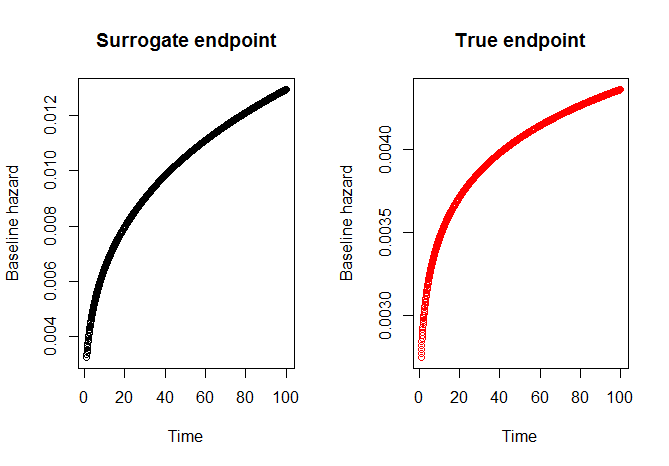 Surrogate endpoint
Baseline hazard
0.012
0.010
0.008
0.006
0.004
0 20 40 60 80 100
Time
True endpoint
Baseline hazard
0.0040
0.0035
0.0030
0 20 40 60 80 100
Time